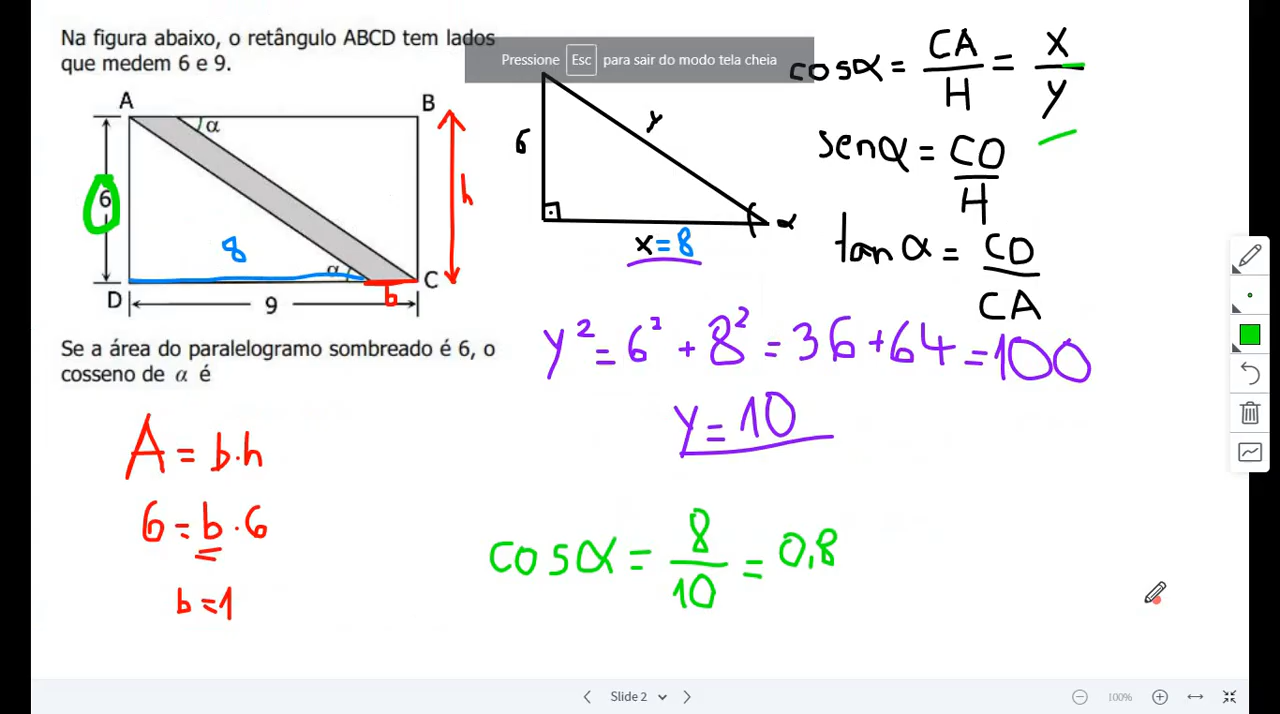 Na figura abaixo, o retângulo ABCD tem lados
que medem 6 e 9.
A
B
α
6
h
8
α
D
C
b
9
Se a área do paralelogramo sombreado é 6, o
cosseno de α é
A = b.h
6 = b.6
b=1
Pressione Esc para sair do modo tela cheia
6
y
α
x=8
cosα = CA/H = X/Y
senα = CO/H
tanα = CO/CA
y² = 6² + 8² = 36+64=100
y=10
cosα = 8/10 = 0,8
Slide 2
100%